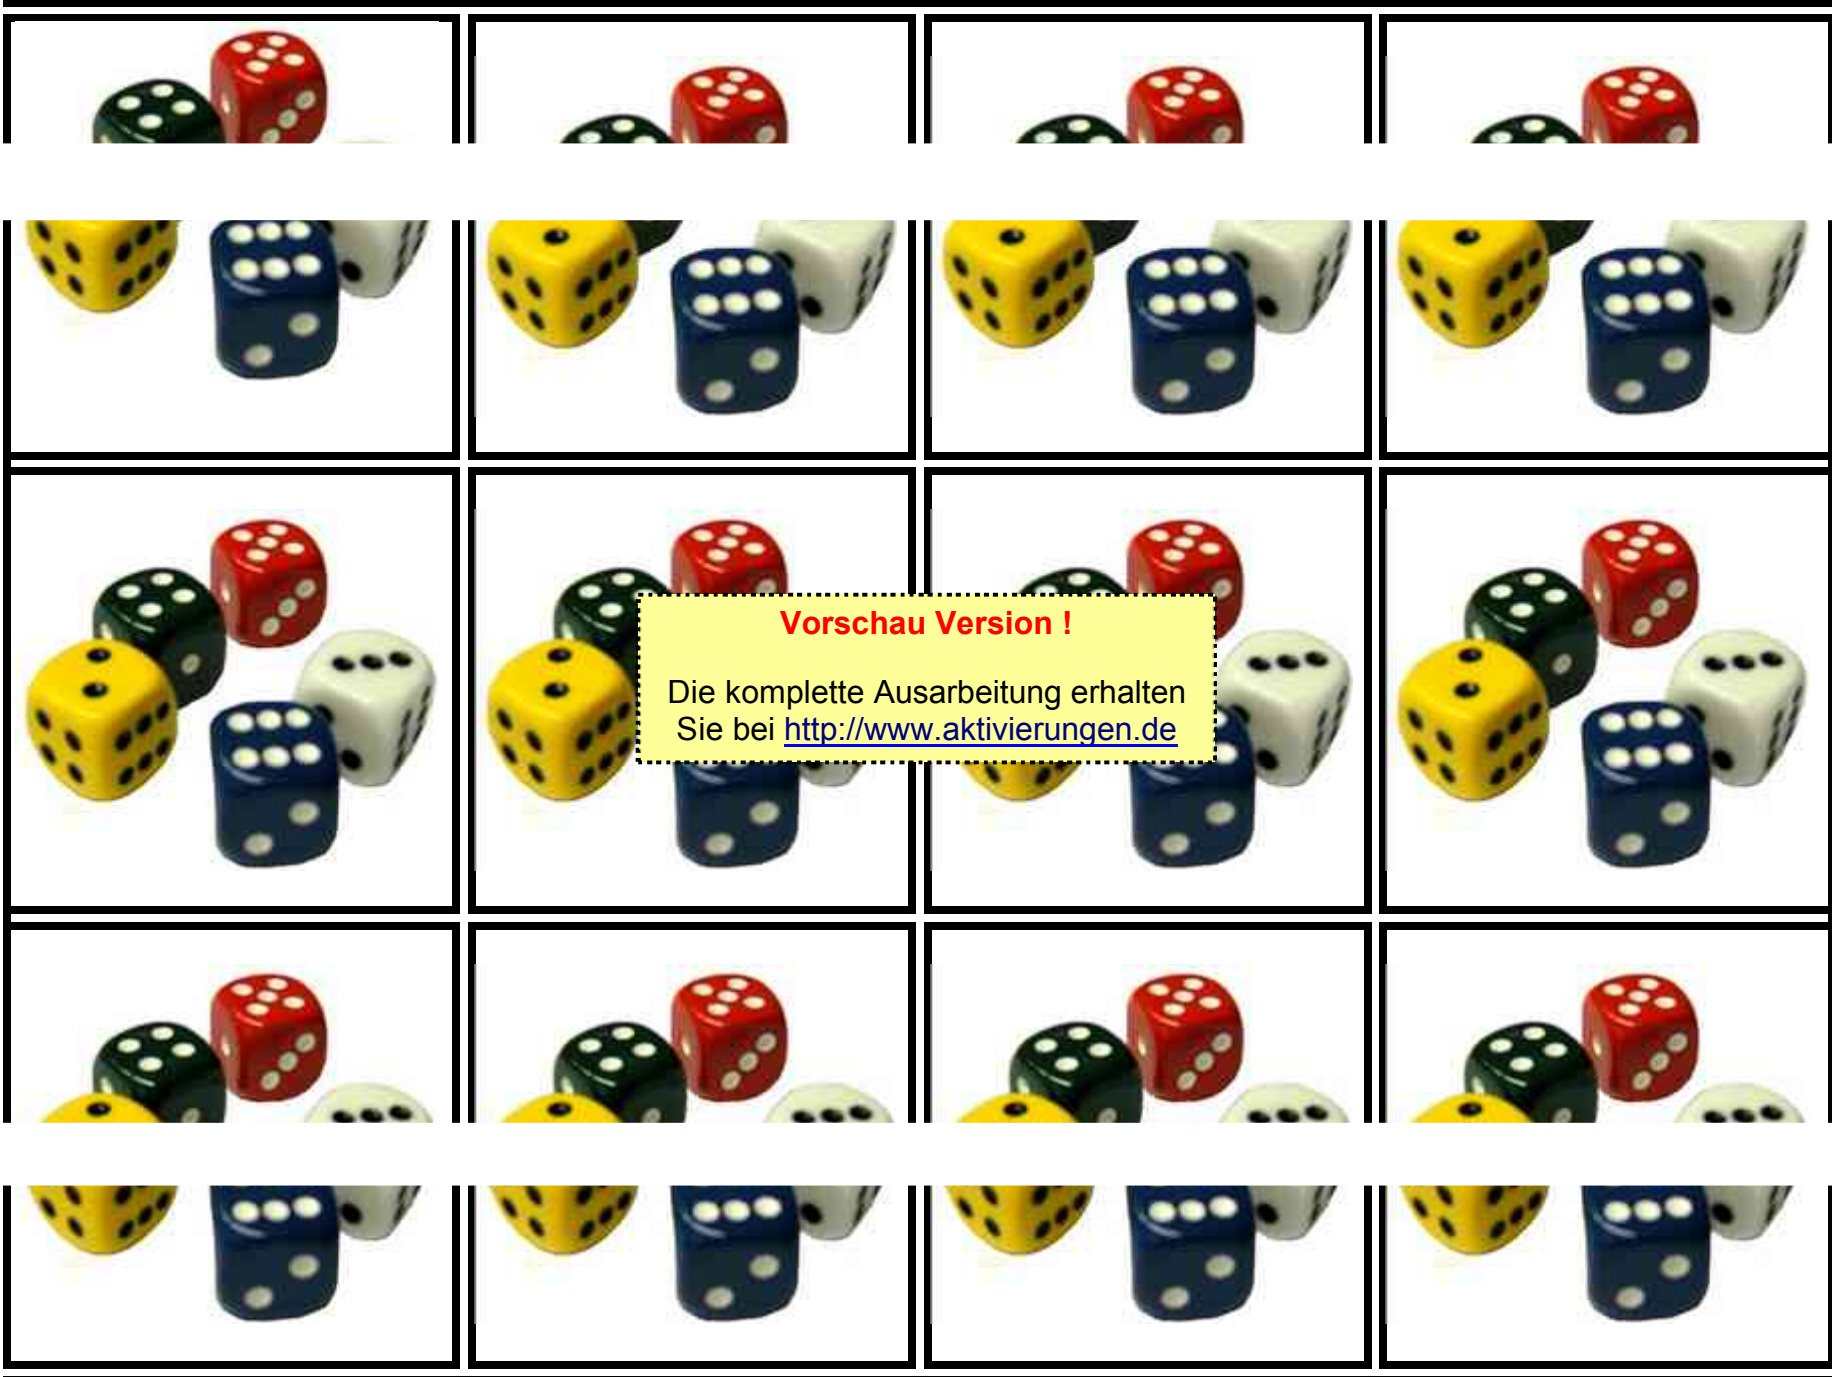 Vorschau Version !
Die komplette Ausarbeitung erhalten
Sie bei http://www.aktivierungen.de